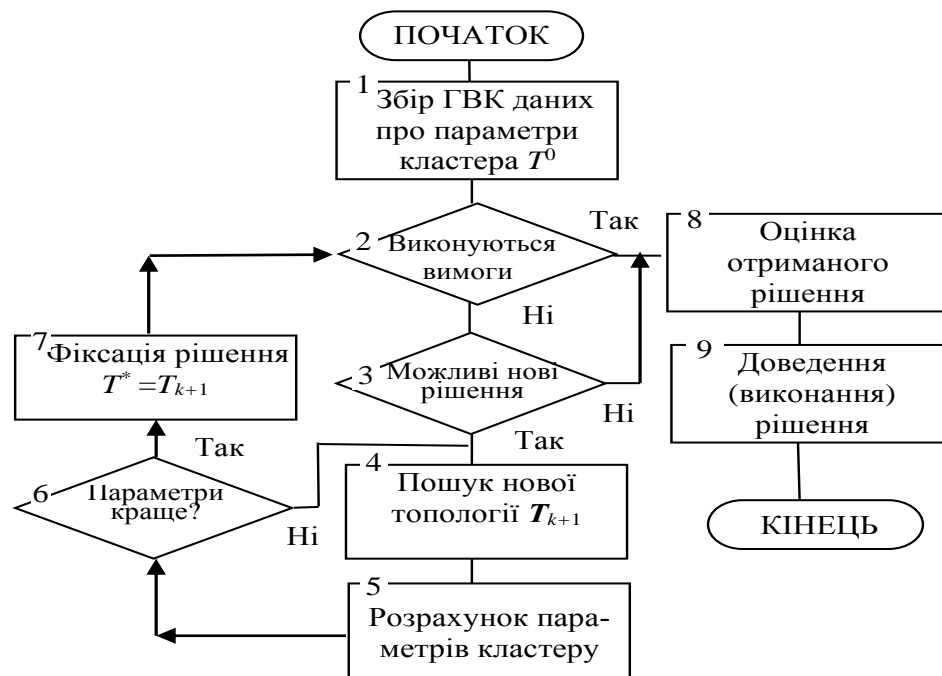 ПОЧАТОК
1
Збір ГВК даних
про параметри
кластера T⁰
2
Виконуються
вимоги
Так
Ні
8
Оцінка
отриманого
рішення
3
Можливі нові
рішення
Ні
Так
7
Фіксація рішення
T* =Tₖ₊₁
9
Доведення
(виконання)
рішення
Так
6
Параметри
краще?
Ні
4
Пошук нової
топології Tₖ₊₁
КІНЕЦЬ
5
Розрахунок пара-
метрів кластеру